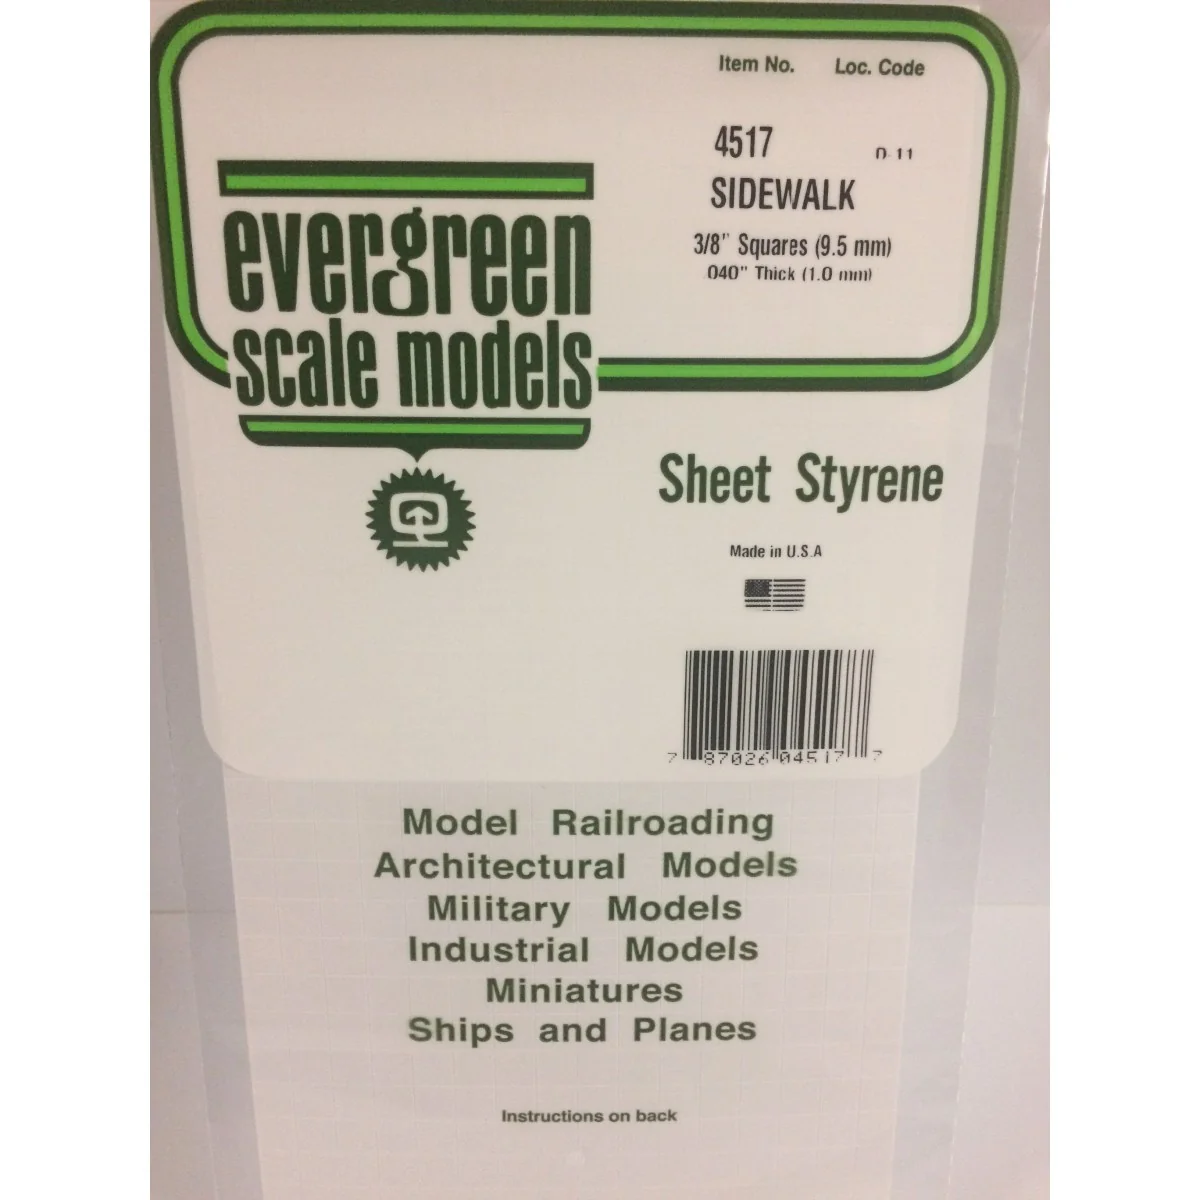 Item No. Loc. Code
4517 0-11
SIDEWALK
3/8" Squares (9.5 mm)
.040" Thick (1.0 mm)
evergreen
scale models
Sheet Styrene
Made in U.S.A
7 87026 04517 7
Model Railroading
Architectural Models
Military Models
Industrial Models
Miniatures
Ships and Planes
Instructions on back